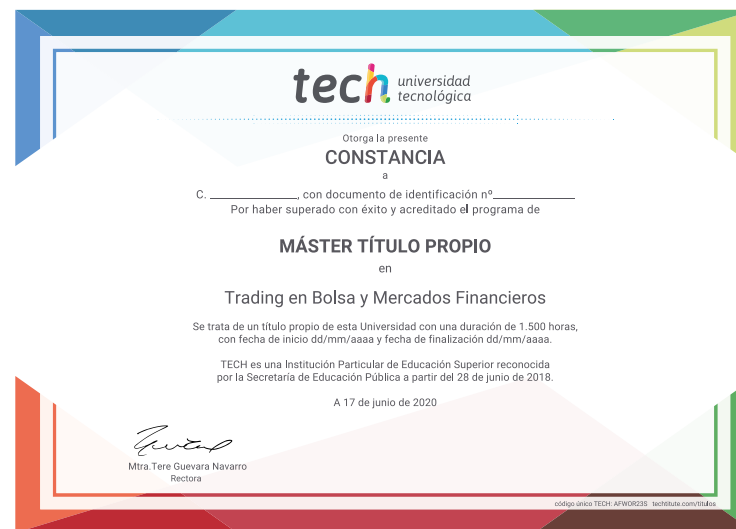 tech universidad
tecnológica
Otorga la presente
CONSTANCIA
a
C. ______________, con documento de identificación nº______________
Por haber superado con éxito y acreditado el programa de
MÁSTER TÍTULO PROPIO
en
Trading en Bolsa y Mercados Financieros
Se trata de un título propio de esta Universidad con una duración de 1.500 horas,
con fecha de inicio dd/mm/aaaa y fecha de finalización dd/mm/aaaa.
TECH es una Institución Particular de Educación Superior reconocida
por la Secretaría de Educación Pública a partir del 28 de junio de 2018.
A 17 de junio de 2020
Mtra.Tere Guevara Navarro
Rectora
código único TECH: AFWOR23S techtitute.com/titulos